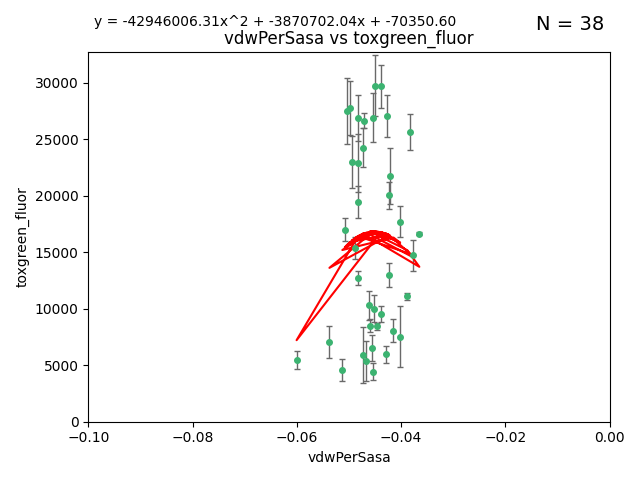 y = -42946006.31x^2 + -3870702.04x + -70350.60
N = 38
vdwPerSasa vs toxgreen_fluor
30000
25000
20000
15000
10000
5000
0
toxgreen_fluor
−0.10
−0.08
−0.06
−0.04
−0.02
0.00
vdwPerSasa